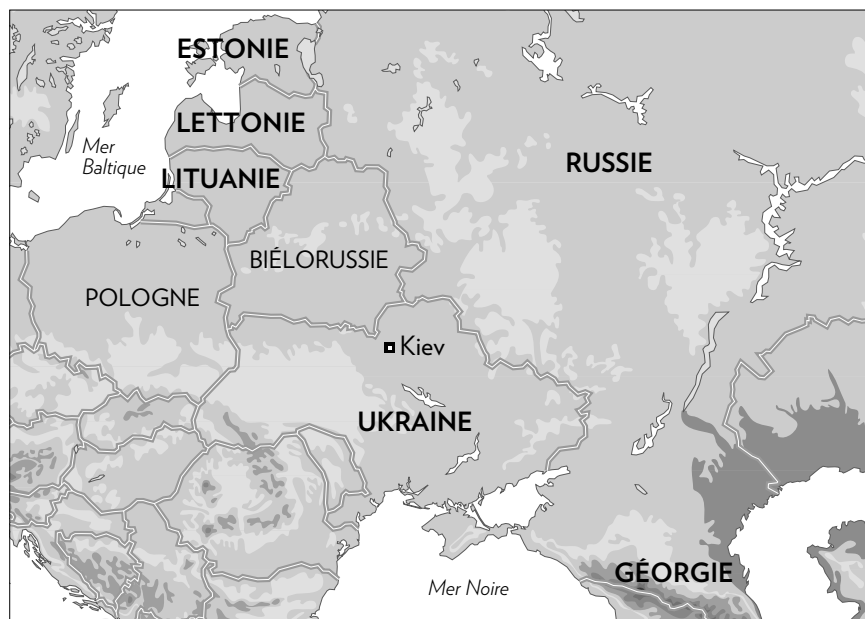 ESTONIE
LETTONIE
Mer
Baltique
LITUANIE
RUSSIE
BIÉLORUSSIE
POLOGNE
Kiev
UKRAINE
GÉORGIE
Mer Noire